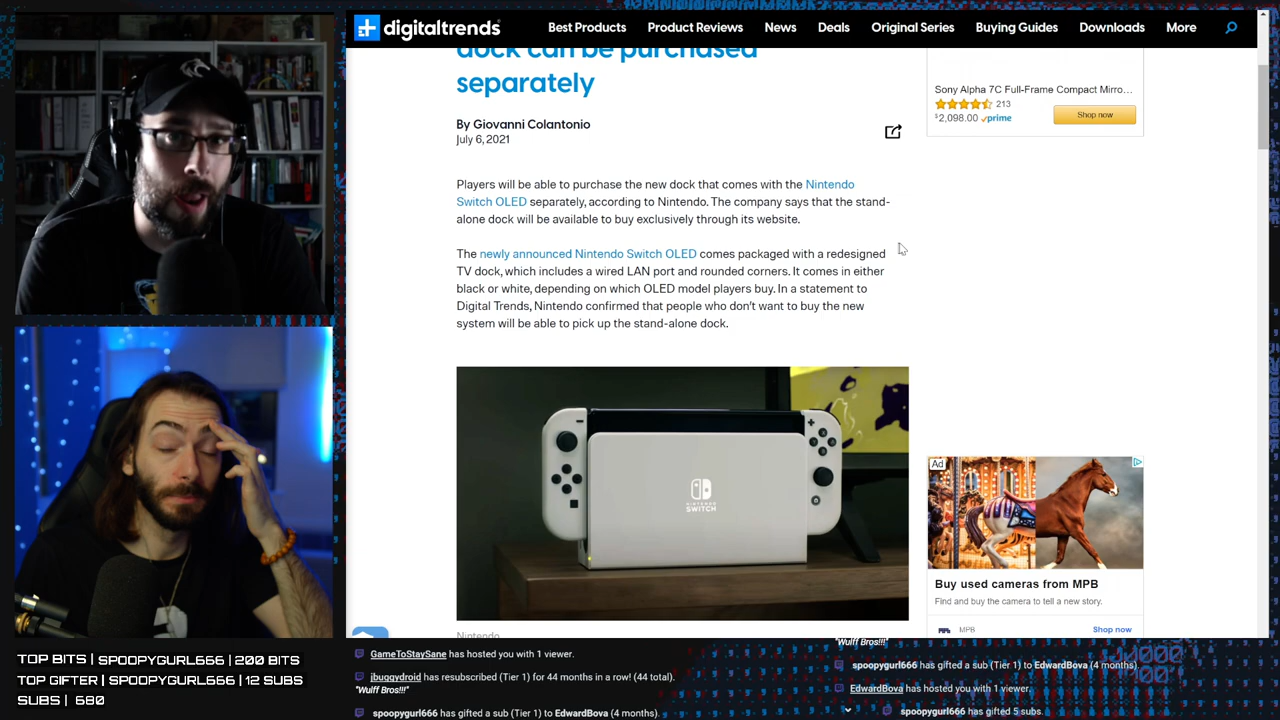 digitaltrends
Best Products
Product Reviews
News
Deals
Original Series
Buying Guides
Downloads
More
dock can be purchased
separately
By Giovanni Colantonio
July 6, 2021
Players will be able to purchase the new dock that comes with the Nintendo
Switch OLED separately, according to Nintendo. The company says that the stand-
alone dock will be available to buy exclusively through its website.
The newly announced Nintendo Switch OLED comes packaged with a redesigned
TV dock, which includes a wired LAN port and rounded corners. It comes in either
black or white, depending on which OLED model players buy. In a statement to
Digital Trends, Nintendo confirmed that people who don't want to buy the new
system will be able to pick up the stand-alone dock.
NINTENDO
SWITCH
Nintendo
Sony Alpha 7C Full-Frame Compact Mirro...
213
$2,098.00 prime
Shop now
Ad
Buy used cameras from MPB
Find and buy the camera to tell a new story.
MPB
Shop now
TOP BITS | SPOOPYGURL666 | 200 BITS
TOP GIFTER | SPOOPYGURL666 | 12 SUBS
SUBS | 680
GameToStaySane has hosted you with 1 viewer.
jbuggydroid has resubscribed (Tier 1) for 44 months in a row! (44 total).
"Wulff Bros!!!"
spoopygurl666 has gifted a sub (Tier 1) to EdwardBova (4 months).
"Wulff Bros!!!"
spoopygurl666 has gifted a sub (Tier 1) to EdwardBova (4 months).
EdwardBova has hosted you with 1 viewer.
spoopygurl666 has gifted 5 subs.